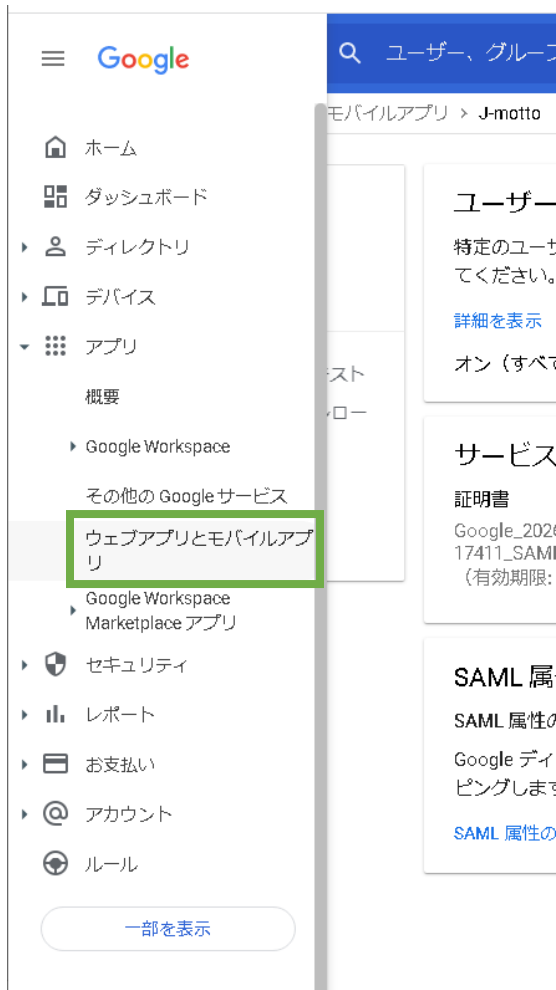 Google
ユーザー、グループ
モバイルアプリ > J-motto
ホーム
ダッシュボード
ディレクトリ
デバイス
アプリ
概要
Google Workspace
その他の Google サービス
ウェブアプリとモバイルアプ
リ
Google Workspace
Marketplace アプリ
セキュリティ
レポート
お支払い
アカウント
ルール
一部を表示
スト
ロー
ユーザー
特定のユーザ
てください。
詳細を表示
オン（すべて
サービス
証明書
Google_2026
17411_SAML
（有効期限:
SAML 属
SAML 属性の
Google ディ
ピングします
SAML 属性の